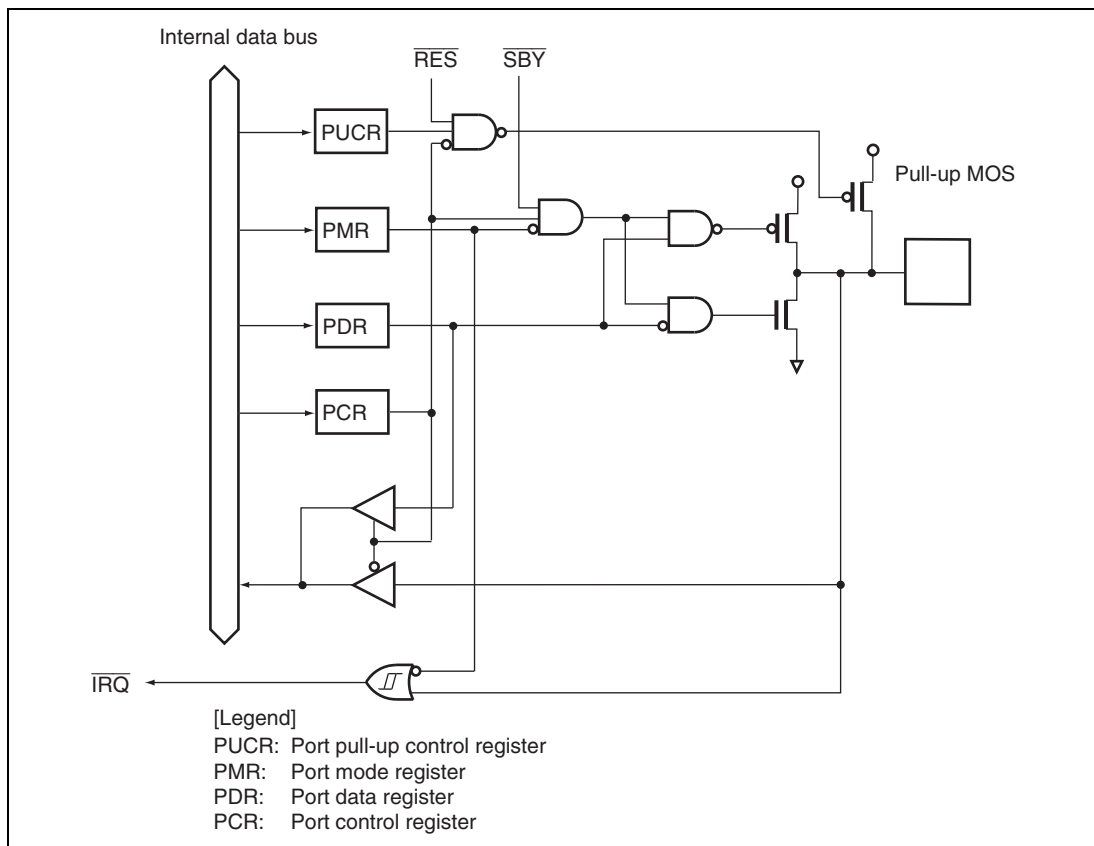 Internal data bus
RES
SBY
PUCR
Pull-up MOS
PMR
PDR
PCR
IRQ
[Legend]
PUCR: Port pull-up control register
PMR: Port mode register
PDR: Port data register
PCR: Port control register